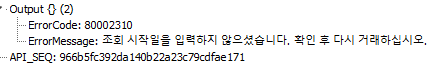 Output {} (2)
ErrorCode: 80002310
ErrorMessage: 조회 시작일을 입력하지 않으셨습니다. 확인 후 다시 거래하십시오.
API_SEQ: 966b5fc392da140b22a23c79cdfae171